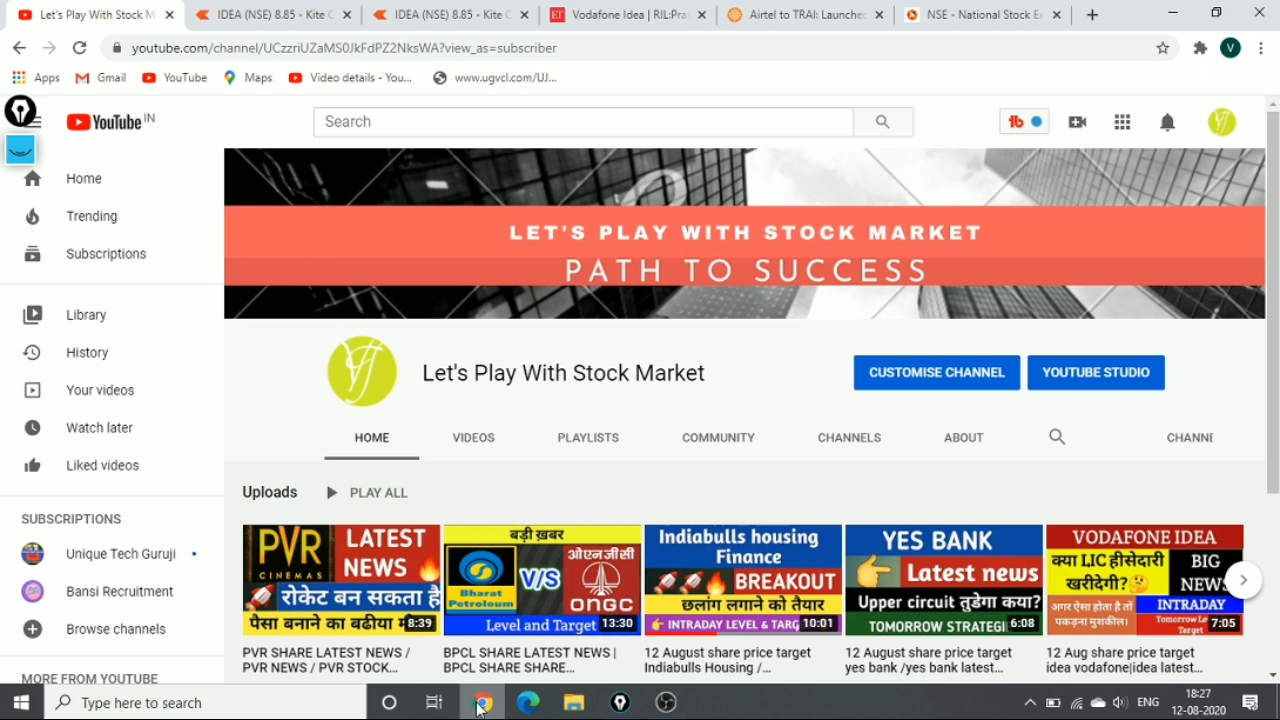 Let's Play With Stock M
IDEA (NSE) 8.85 - Kite C
IDEA (NSE) 8.85 - Kite C
ET Vodafone Idea | RIL:Pras
Airtel to TRAI: Launched
NSE - National Stock Ex
youtube.com/channel/UCzzriUZaMS0JkFdPZ2NksWA?view_as=subscriber
V
Apps
Gmail
YouTube
Maps
Video details - You...
www.ugvcl.com/UJ...
YouTube IN
Search
Home
Trending
Subscriptions
Library
History
Your videos
Watch later
Liked videos
SUBSCRIPTIONS
Unique Tech Guruji
Bansi Recruitment
Browse channels
MORE FROM YOUTUBE
LET'S PLAY WITH STOCK MARKET
PATH TO SUCCESS
Let's Play With Stock Market
CUSTOMISE CHANNEL
YOUTUBE STUDIO
HOME
VIDEOS
PLAYLISTS
COMMUNITY
CHANNELS
ABOUT
CHANNE
Uploads
PLAY ALL
PVR
CINEMAS
LATEST
NEWS
रोकेट बन सकता है
पैसा बनाने का बढीया म
8:39
PVR SHARE LATEST NEWS /
PVR NEWS / PVR STOCK...
बड़ी ख़बर
Bharat
Petroleum
V/S
ओएनजीसी
ONGC
Level and Target
13:30
BPCL SHARE LATEST NEWS |
BPCL SHARE SHARE...
Indiabulls housing
Finance
BREAKOUT
छलांग लगाने को तैयार
INTRADAY LEVEL & TARG
10:01
12 August share price target
Indiabulls Housing /...
YES BANK
Latest news
Upper circuit तुडेगा क्या?
TOMORROW STRATEGI
6:08
12 August share price target
yes bank /yes bank latest...
VODAFONE IDEA
क्या LIC हीसेदारी
खरीदेगी?
BIG
NEWS
अगर ऐसा होता है तों
पकड़ना मुशकील।
INTRADAY
Tomorrow Le
Target
7:05
12 Aug share price target
idea vodafone|idea latest...
Type here to search
ENG
18:27
12-08-2020